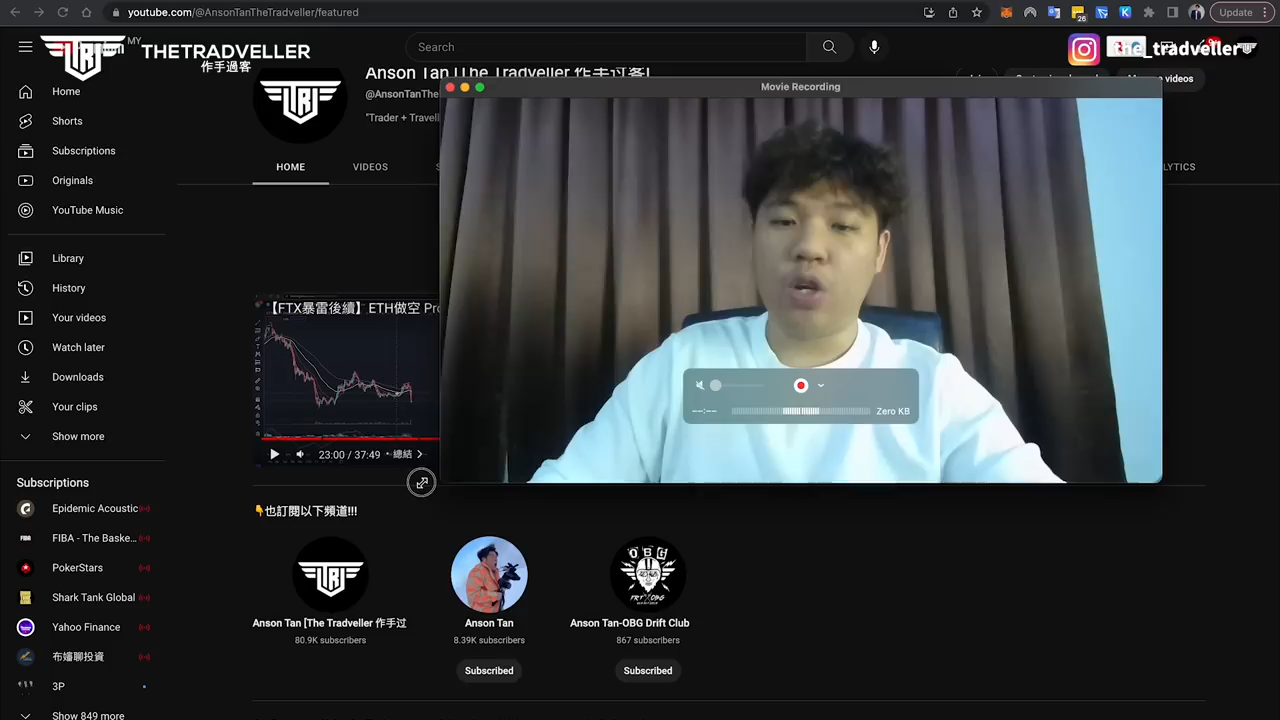 youtube.com/@AnsonTanTheTradveller/featured
26
Update
MY
THETRADVELLER
作手過客
Search
the_tradveller
Home
Shorts
Subscriptions
Originals
YouTube Music
Library
History
Your videos
Watch later
Downloads
Your clips
Show more
Subscriptions
Epidemic Acoustic
FIBA - The Baske...
PokerStars
Shark Tank Global
Yahoo Finance
布嬸聊投資
3P
Show 849 more
Anson Tan [The Tradveller 作手过客]
@AnsonTanThe
"Trader + Travell
videos
HOME
VIDEOS
LYTICS
Movie Recording
--:--
Zero KB
【FTX暴雷後續】ETH做空 Pro
23:00 / 37:49 • 總結
👇也訂閱以下頻道!!!
Anson Tan [The Tradveller 作手过
80.9K subscribers
Anson Tan
8.39K subscribers
Subscribed
Anson Tan-OBG Drift Club
867 subscribers
Subscribed